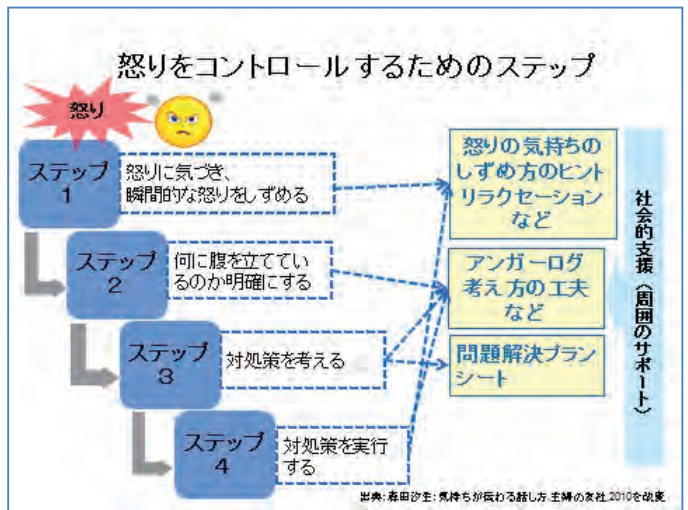 怒りをコントロールするためのステップ
怒り
ステップ
1
怒りに気づき、
瞬間的な怒りをしずめる
ステップ
2
何に腹を立ててい
るのか明確にする
ステップ
3
対処策を考える
ステップ
4
対処策を実行
する
怒りの気持ちの
しずめ方のヒント
リラクセーション
など
アンガーログ
考え方の工夫
など
問題解決プラン
シート
社会的支援（周囲のサポート）
出典:森田汐生:気持ちが伝わる話し方.主婦の友社,2010を改変